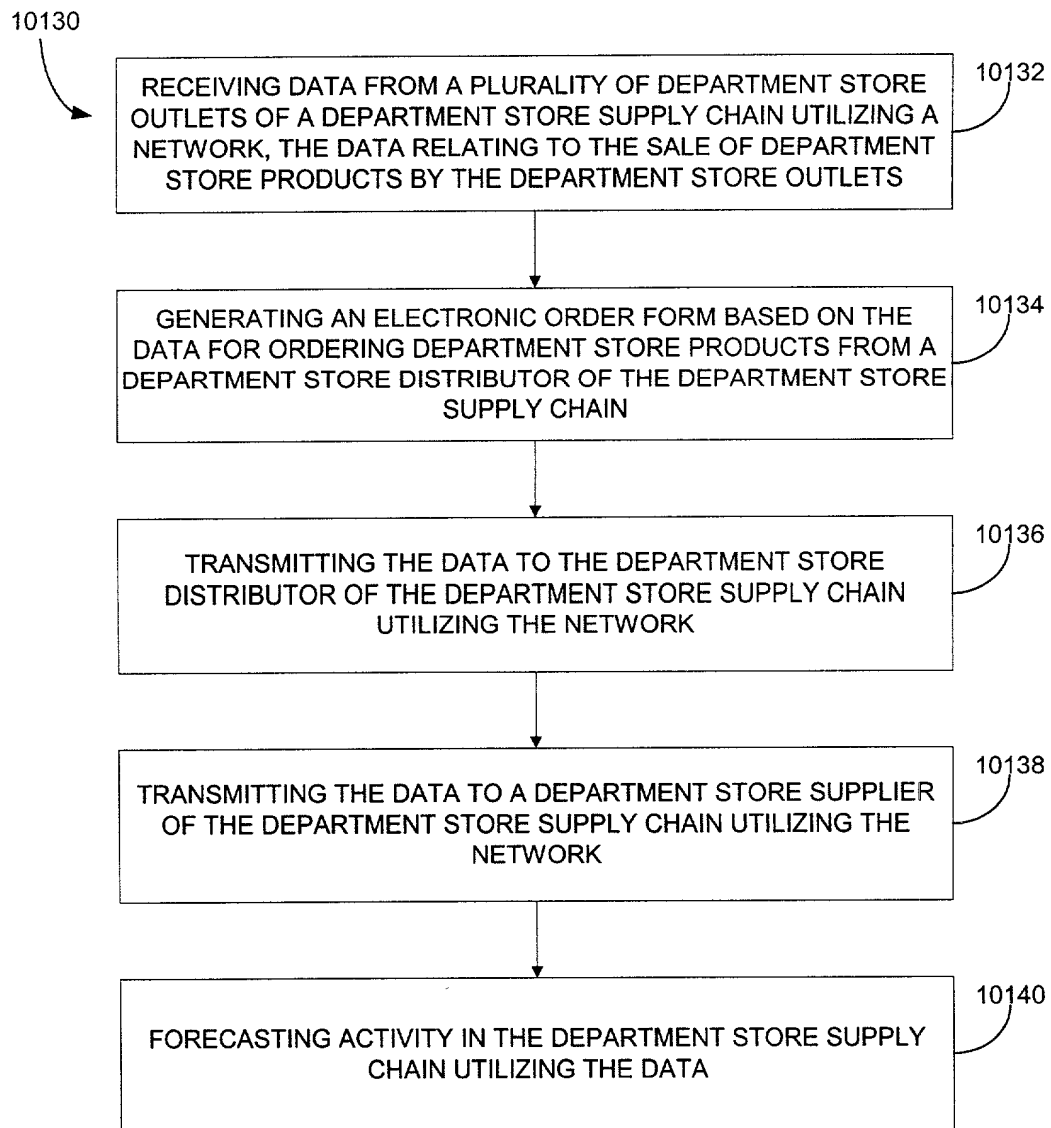 10130
10132
RECEIVING DATA FROM A PLURALITY OF DEPARTMENT STORE
OUTLETS OF A DEPARTMENT STORE SUPPLY CHAIN UTILIZING A
NETWORK, THE DATA RELATING TO THE SALE OF DEPARTMENT
STORE PRODUCTS BY THE DEPARTMENT STORE OUTLETS
10134
GENERATING AN ELECTRONIC ORDER FORM BASED ON THE
DATA FOR ORDERING DEPARTMENT STORE PRODUCTS FROM A
DEPARTMENT STORE DISTRIBUTOR OF THE DEPARTMENT STORE
SUPPLY CHAIN
10136
TRANSMITTING THE DATA TO THE DEPARTMENT STORE
DISTRIBUTOR OF THE DEPARTMENT STORE SUPPLY CHAIN
UTILIZING THE NETWORK
10138
TRANSMITTING THE DATA TO A DEPARTMENT STORE SUPPLIER
OF THE DEPARTMENT STORE SUPPLY CHAIN UTILIZING THE
NETWORK
10140
FORECASTING ACTIVITY IN THE DEPARTMENT STORE SUPPLY
CHAIN UTILIZING THE DATA